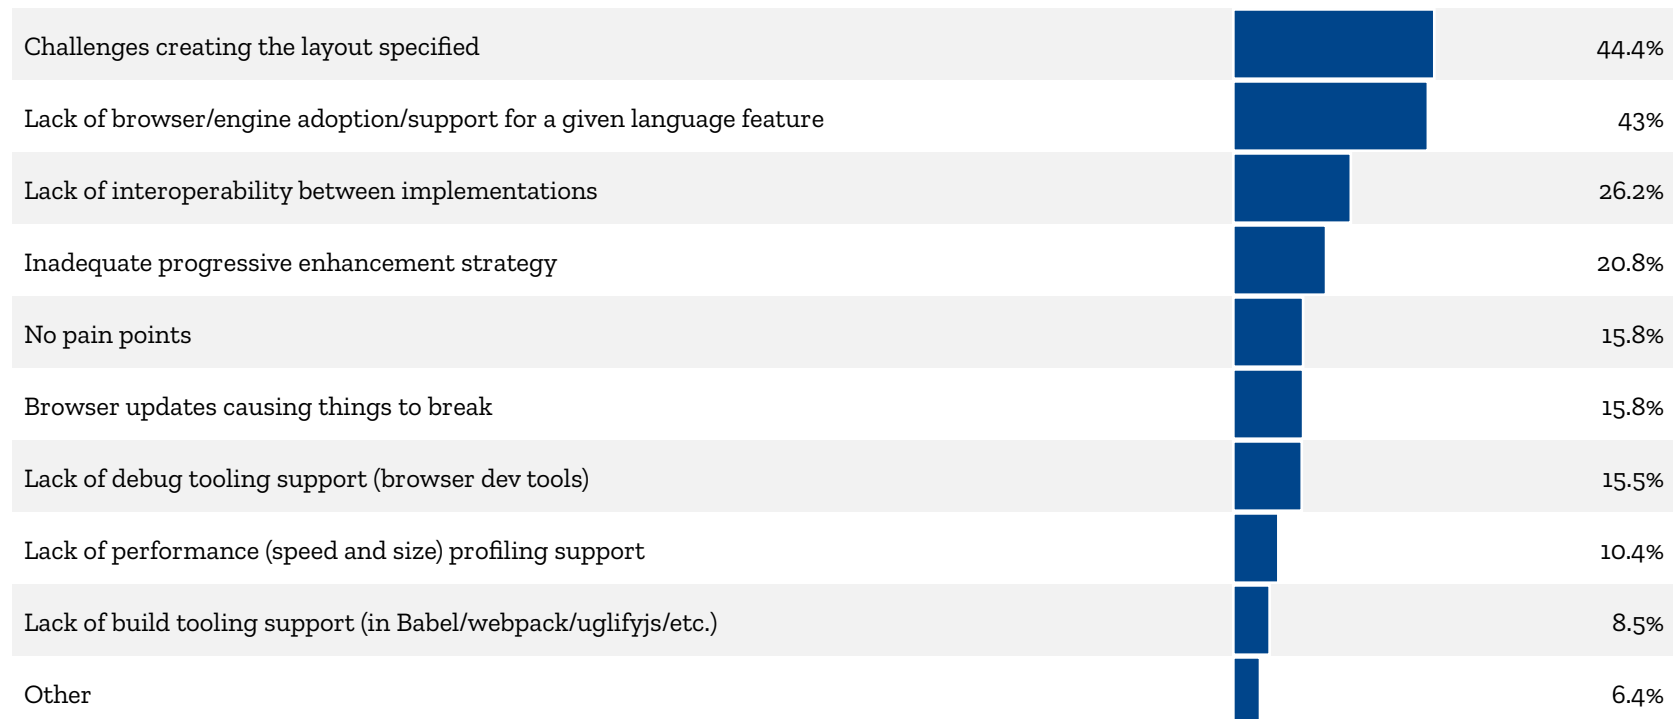 Challenges creating the layout specified 44.4%
Lack of browser/engine adoption/support for a given language feature 43%
Lack of interoperability between implementations 26.2%
Inadequate progressive enhancement strategy 20.8%
No pain points 15.8%
Browser updates causing things to break 15.8%
Lack of debug tooling support (browser dev tools) 15.5%
Lack of performance (speed and size) profiling support 10.4%
Lack of build tooling support (in Babel/webpack/uglifyjs/etc.) 8.5%
Other 6.4%